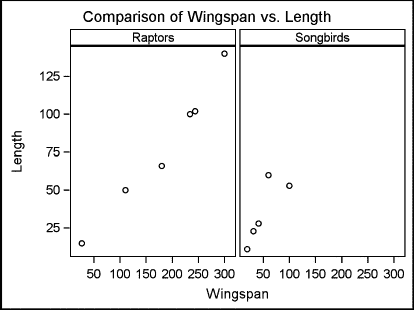 Comparison of Wingspan vs. Length
Raptors Songbirds
Length
125
100
75
50
25
50 100 150 200 250 300 50 100 150 200 250 300
Wingspan